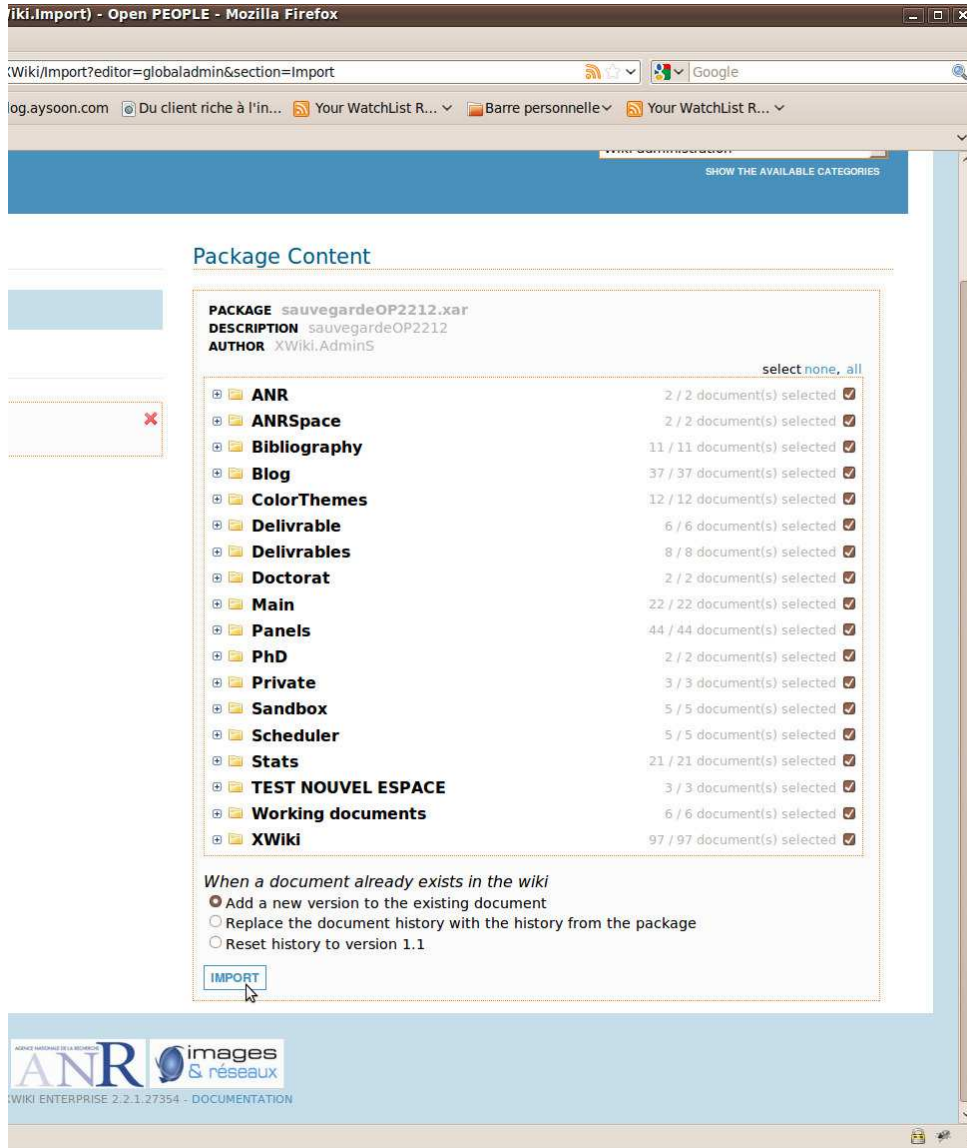 Wiki.Import) - Open PEOPLE - Mozilla Firefox
XWiki/Import?editor=globaladmin&section=Import
Google
log.aysoon.com Du client riche à l'in... Your WatchList R... Barre personnelle Your WatchList R...
Wiki administration
SHOW THE AVAILABLE CATEGORIES
Package Content
PACKAGE sauvegardeOP2212.xar
DESCRIPTION sauvegardeOP2212
AUTHOR XWiki.AdminS
select none, all
ANR 2 / 2 document(s) selected
ANRSpace 2 / 2 document(s) selected
Bibliography 11 / 11 document(s) selected
Blog 37 / 37 document(s) selected
ColorThemes 12 / 12 document(s) selected
Delivrable 6 / 6 document(s) selected
Delivrables 8 / 8 document(s) selected
Doctorat 2 / 2 document(s) selected
Main 22 / 22 document(s) selected
Panels 44 / 44 document(s) selected
PhD 2 / 2 document(s) selected
Private 3 / 3 document(s) selected
Sandbox 5 / 5 document(s) selected
Scheduler 5 / 5 document(s) selected
Stats 21 / 21 document(s) selected
TEST NOUVEL ESPACE 3 / 3 document(s) selected
Working documents 6 / 6 document(s) selected
XWiki 97 / 97 document(s) selected
When a document already exists in the wiki
Add a new version to the existing document
Replace the document history with the history from the package
Reset history to version 1.1
IMPORT
AGENCE NATIONALE DE LA RECHERCHE
ANR
images
& réseaux
XWIKI ENTERPRISE 2.2.1.27354 - DOCUMENTATION